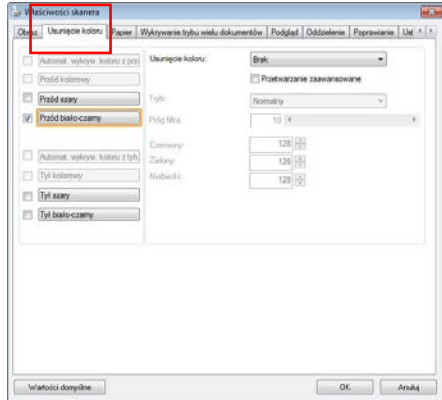 Właściwości skanera
Obraz Usunięcie koloru Papier Wykrywanie trybu wielu dokumentów Podgląd Oddzielenie Poprawianie Ust
Automat. wykryw. koloru z prz
Przód kolorowy
Przód szary
Przód biało-czarny
Automat. wykryw. koloru z tyłu
Tył kolorowy
Tył szary
Tył biało-czarny
Usunięcie koloru: Brak
Przetwarzanie zaawansowane
Tryb: Normalny
Próg filtra: 10
Czerwony: 128
Zielony: 128
Niebieski: 128
Wartości domyślne OK Anuluj